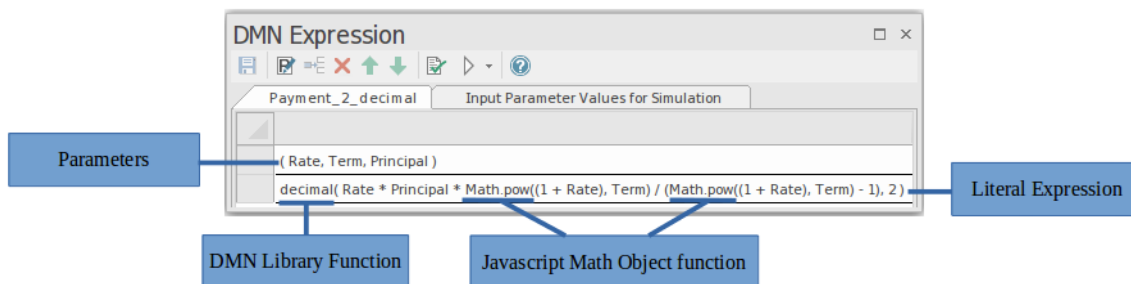 DMN Expression
Payment_2_decimal
Input Parameter Values for Simulation
Parameters
( Rate, Term, Principal )
decimal( Rate * Principal * Math.pow((1 + Rate), Term) / (Math.pow((1 + Rate), Term) - 1), 2 )
Literal Expression
DMN Library Function
Javascript Math Object function